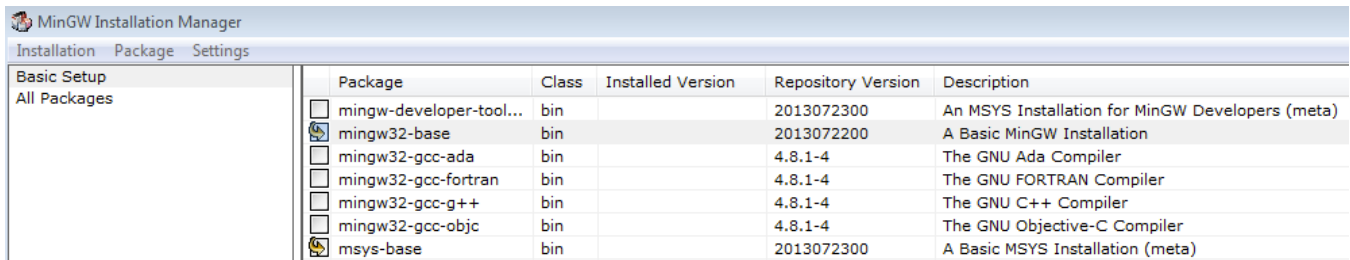 MinGW Installation Manager
Installation Package Settings
Basic Setup
All Packages
Package Class Installed Version Repository Version Description
mingw-developer-tool... bin 2013072300 An MSYS Installation for MinGW Developers (meta)
mingw32-base bin 2013072200 A Basic MinGW Installation
mingw32-gcc-ada bin 4.8.1-4 The GNU Ada Compiler
mingw32-gcc-fortran bin 4.8.1-4 The GNU FORTRAN Compiler
mingw32-gcc-g++ bin 4.8.1-4 The GNU C++ Compiler
mingw32-gcc-objc bin 4.8.1-4 The GNU Objective-C Compiler
msys-base bin 2013072300 A Basic MSYS Installation (meta)